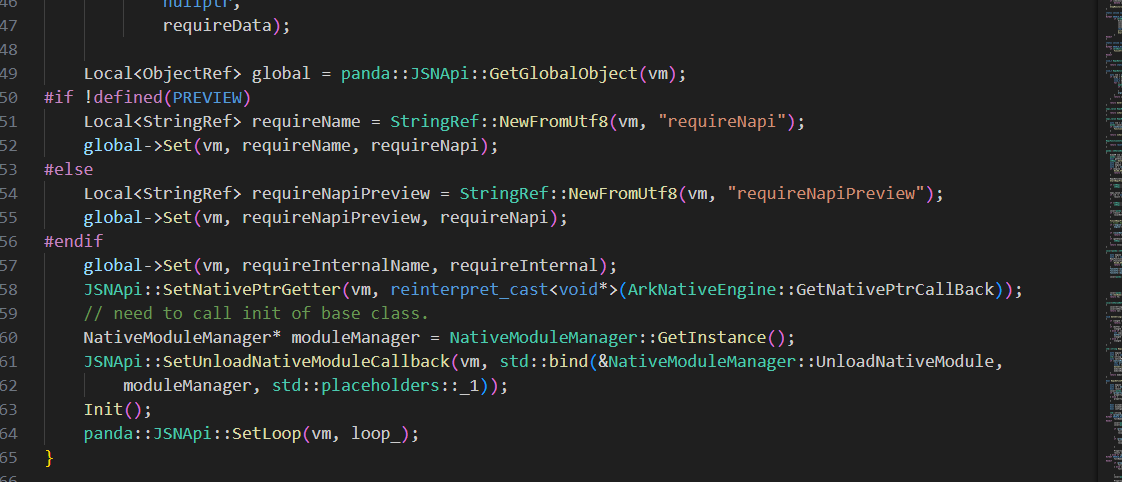 46 nullptr,
47 requireData);
48
49 Local<ObjectRef> global = panda::JSNApi::GetGlobalObject(vm);
50 #if !defined(PREVIEW)
51 Local<StringRef> requireName = StringRef::NewFromUtf8(vm, "requireNapi");
52 global->Set(vm, requireName, requireNapi);
53 #else
54 Local<StringRef> requireNapiPreview = StringRef::NewFromUtf8(vm, "requireNapiPreview");
55 global->Set(vm, requireNapiPreview, requireNapi);
56 #endif
57 global->Set(vm, requireInternalName, requireInternal);
58 JSNApi::SetNativePtrGetter(vm, reinterpret_cast<void*>(ArkNativeEngine::GetNativePtrCallBack));
59 // need to call init of base class.
60 NativeModuleManager* moduleManager = NativeModuleManager::GetInstance();
61 JSNApi::SetUnloadNativeModuleCallback(vm, std::bind(&NativeModuleManager::UnloadNativeModule,
62 moduleManager, std::placeholders::_1));
63 Init();
64 panda::JSNApi::SetLoop(vm, loop_);
65 }
66